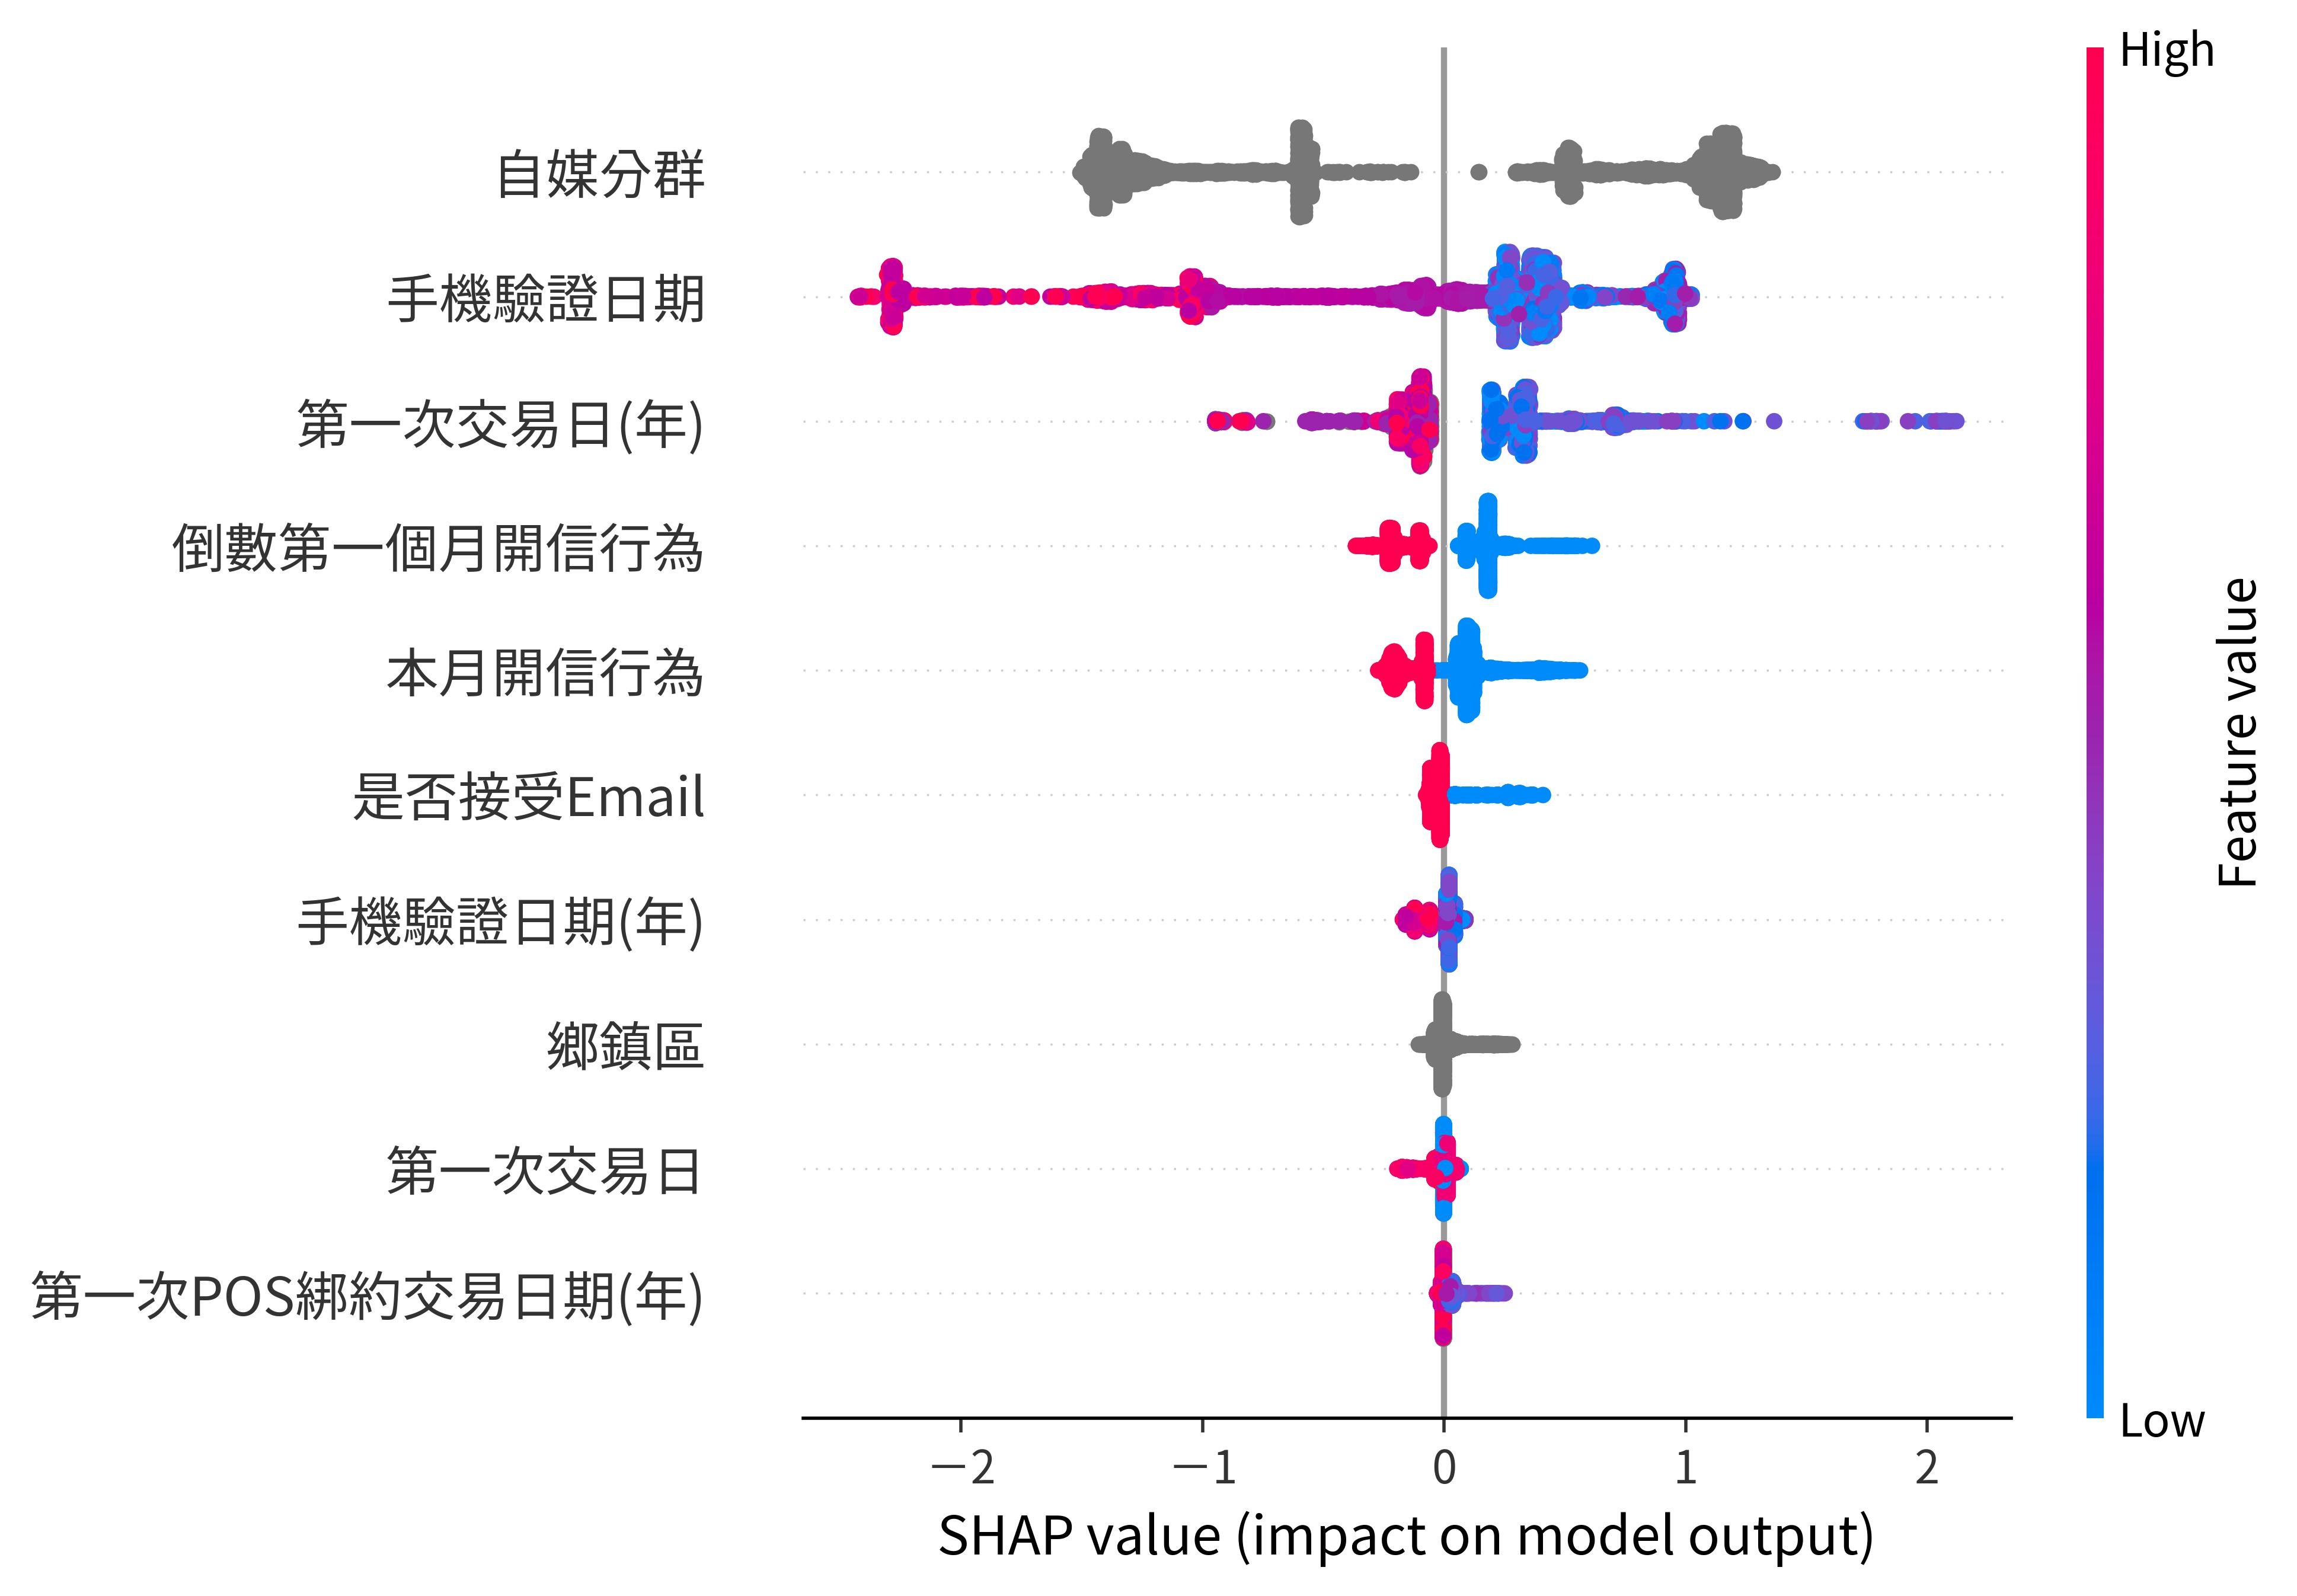 High
自媒分群
手機驗證日期
第一次交易日(年)
倒數第一個月開信行為
本月開信行為
是否接受Email
手機驗證日期(年)
鄉鎮區
第一次交易日
第一次POS綁約交易日期(年)
Feature value
Low
−2 −1 0 1 2
SHAP value (impact on model output)